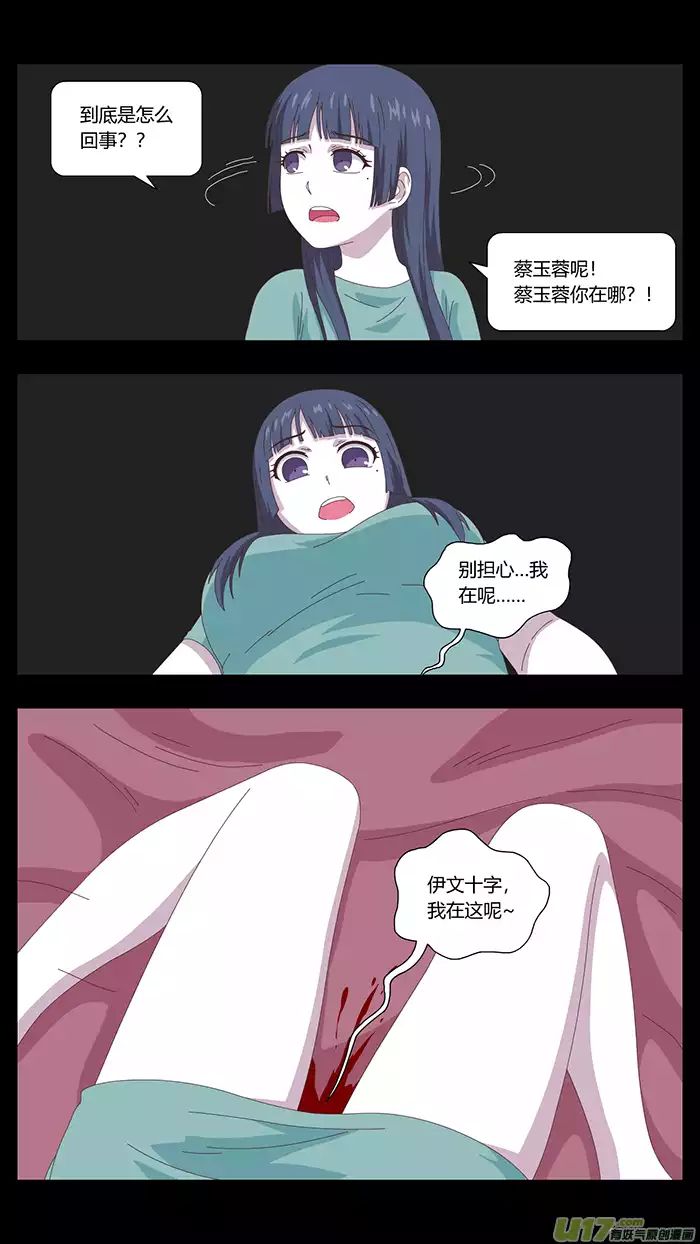 到底是怎么
回事？？
蔡玉蓉呢！
蔡玉蓉你在哪？！
别担心...我
在呢......
伊文十字，
我在这呢~
U17.com
有妖气原创漫画